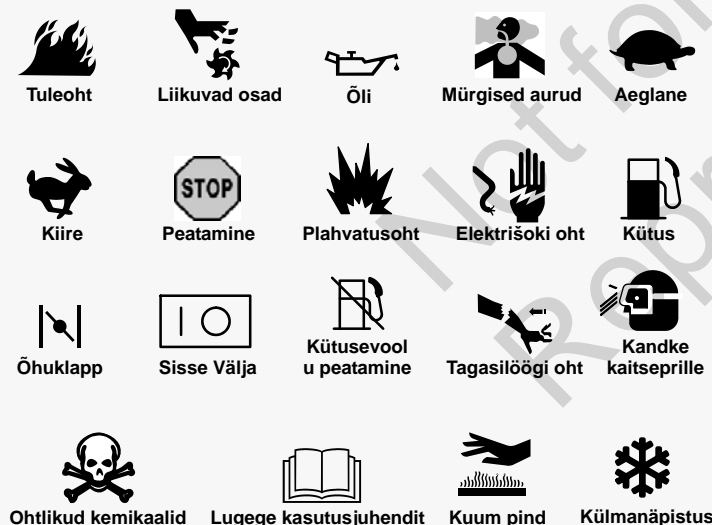 Tuleoht
Liikuvad osad
Õli
Mürgised aurud
Aeglane
STOP
Kiire
Peatamine
Plahvatusoht
Elektrišoki oht
Kütus
Õhuklapp
Sisse Välja
Kütusevool
u peatamine
Tagasilöögi oht
Kandke
kaitseprille
Ohtlikud kemikaalid
Lugege kasutusjuhendit
Kuum pind
Külmanäpistus
Not for